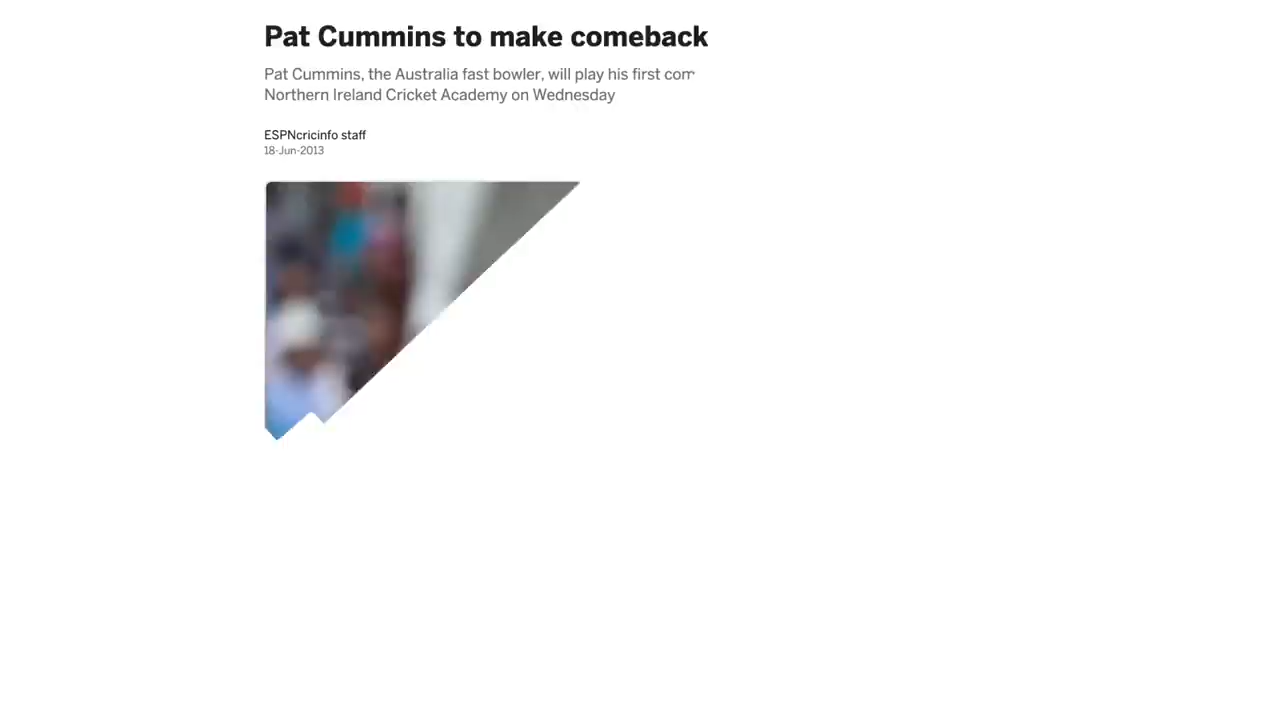 Pat Cummins to make comeback
Pat Cummins, the Australia fast bowler, will play his first
Northern Ireland Cricket Academy on Wednesday
ESPNcricinfo staff
18-Jun-2013